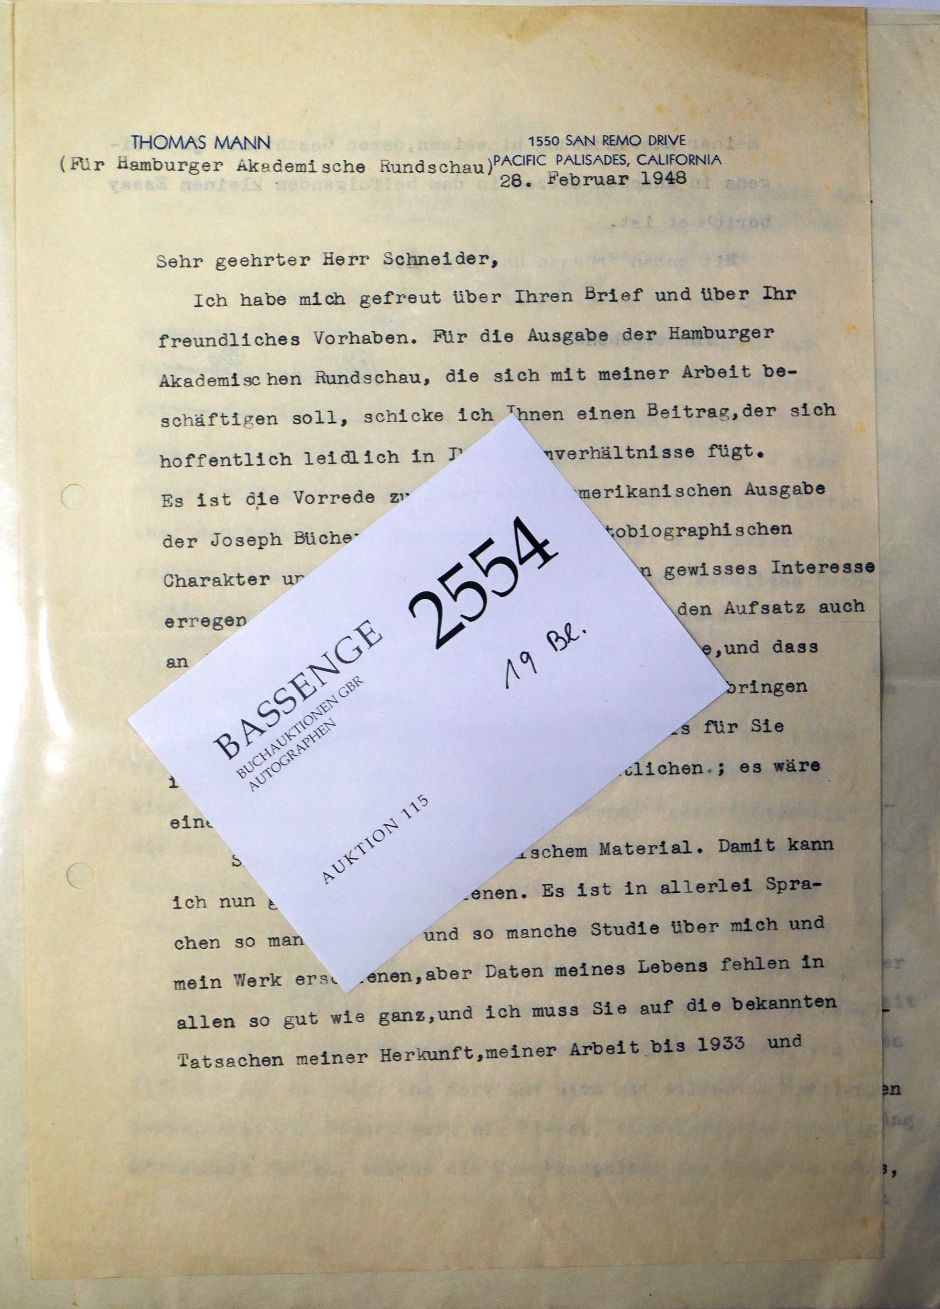 THOMAS MANN
1550 SAN REMO DRIVE
PACIFIC PALISADES, CALIFORNIA
(Für Hamburger Akademische Rundschau)
28. Februar 1948
Sehr geehrter Herr Schneider,
Ich habe mich gefreut über Ihren Brief und über Ihr
freundliches Vorhaben. Für die Ausgabe der Hamburger
Akademischen Rundschau, die sich mit meiner Arbeit be-
schäftigen soll, schicke ich Ihnen einen Beitrag,der sich
hoffentlich leidlich in nverhältnisse fügt.
Es ist die Vorrede merikanischen Ausgabe
der Joseph Büche tobiographischen
Charakter un n gewisses Interesse
erregen den Aufsatz auch
an e,und dass
bringen
s für Sie
tlichen.; es wäre
eine
ischem Material. Damit kann
ich nun enen. Es ist in allerlei Spra-
chen so man und so manche Studie über mich und
mein Werk erschienen,aber Daten meines Lebens fehlen in
allen so gut wie ganz,und ich muss Sie auf die bekannten
Tatsachen meiner Herkunft,meiner Arbeit bis 1933 und
BASSENGE
BUCHAUKTIONEN GBR
AUTOGRAPHEN
2554
19 Bl.
AUKTION 115